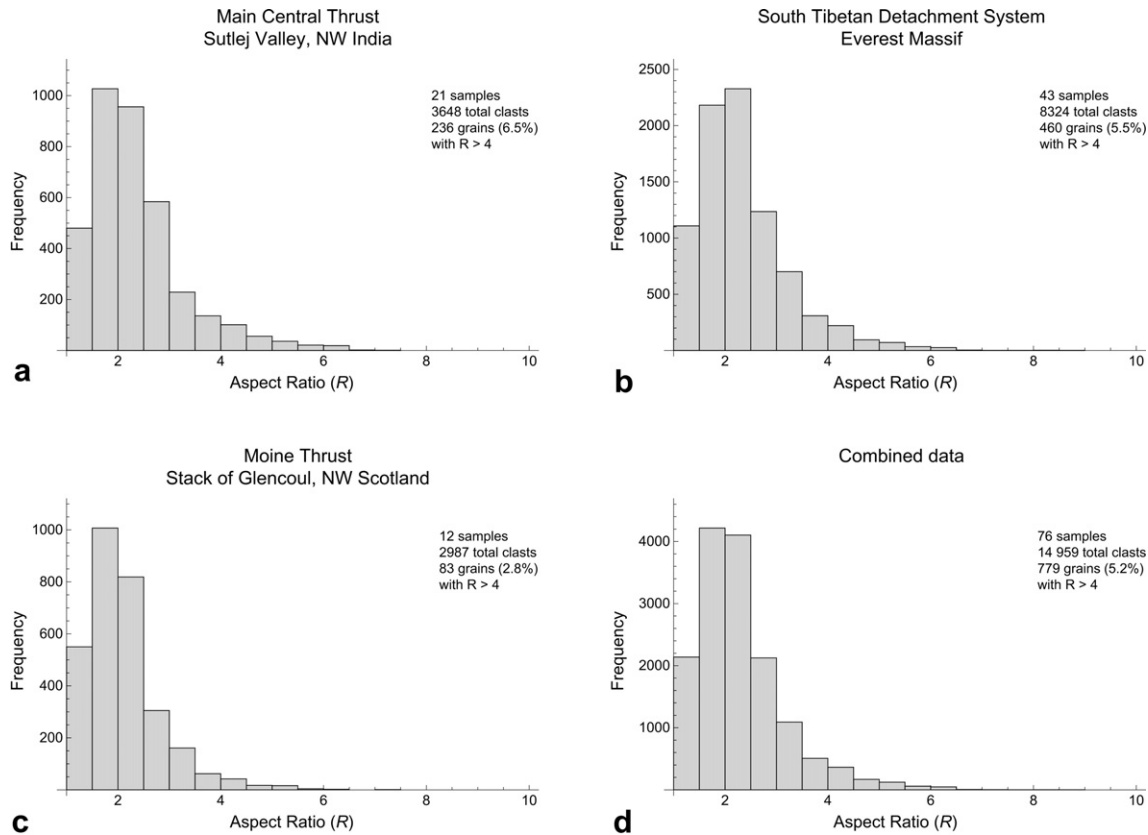 Main Central Thrust
Sutlej Valley, NW India
21 samples
3648 total clasts
236 grains (6.5%)
with R > 4
Frequency
1000
800
600
400
200
2
4
6
8
10
Aspect Ratio (R)
a
South Tibetan Detachment System
Everest Massif
43 samples
8324 total clasts
460 grains (5.5%)
with R > 4
Frequency
2500
2000
1500
1000
500
2
4
6
8
10
Aspect Ratio (R)
b
Moine Thrust
Stack of Glencoul, NW Scotland
12 samples
2987 total clasts
83 grains (2.8%)
with R > 4
Frequency
1000
800
600
400
200
2
4
6
8
10
Aspect Ratio (R)
c
Combined data
76 samples
14 959 total clasts
779 grains (5.2%)
with R > 4
Frequency
4000
3000
2000
1000
2
4
6
8
10
Aspect Ratio (R)
d